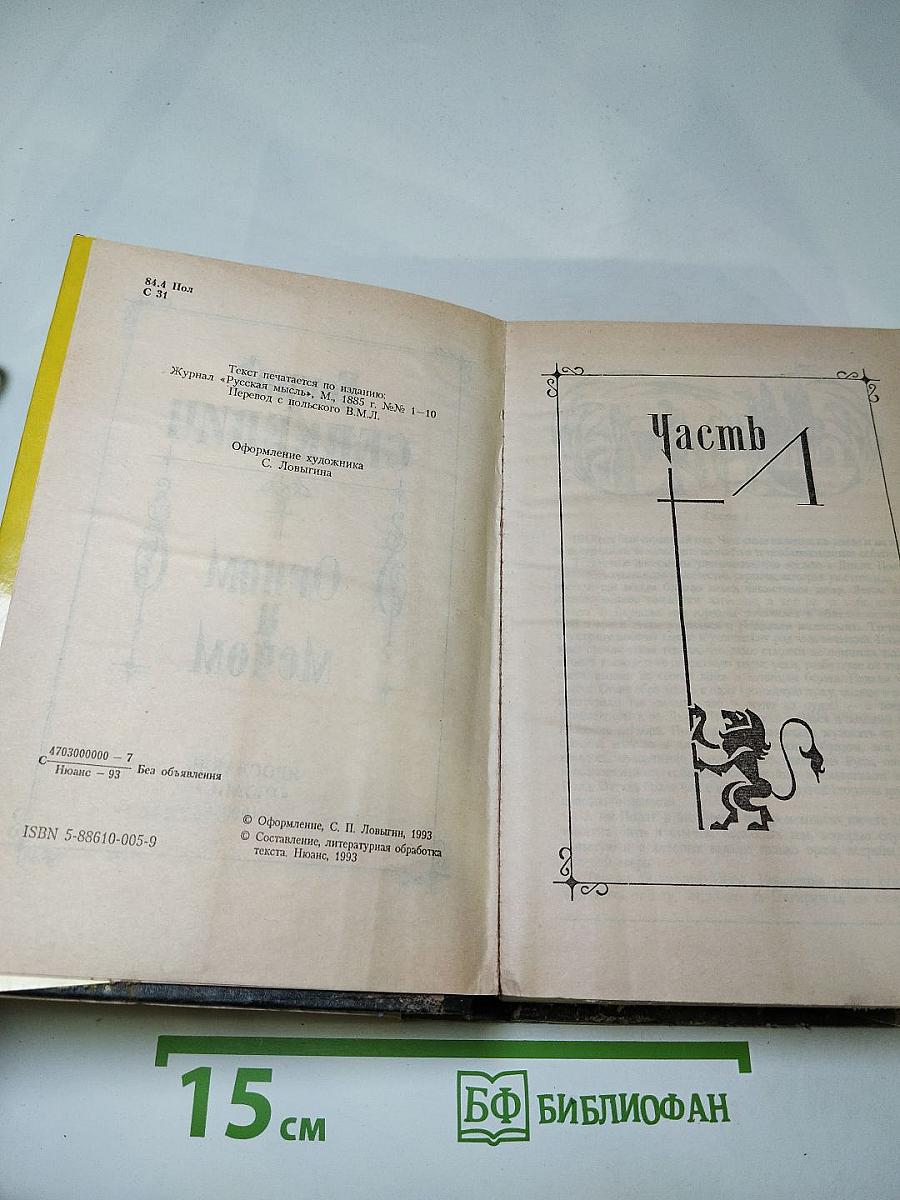 84.4 Пол
С 31
Текст печатается по изданию:
Журнал «Русская мысль», М., 1885 г. №№ 1–10
Перевод с польского В.М.Л.
Оформление художника
С. Ловыгина
4703000000 – 7
С Нюанс – 93 Без объявления
ISBN 5-88610-005-9
© Оформление, С. П. Ловыгин, 1993
© Составление, литературная обработка
текста. Нюанс, 1993
Часть
1
15 см
БФ БИБЛИОФАН